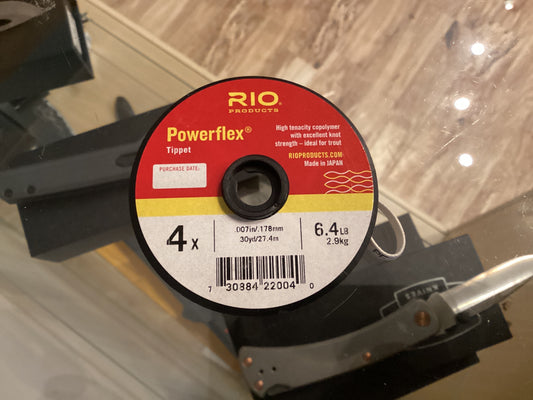 RIO®
PRODUCTS
Powerflex®
Tippet
High tenacity copolymer
with excellent knot
strength – ideal for trout
RIOPRODUCTS.COM
Made in JAPAN
PURCHASE DATE:
4X
.007in/.178mm
30yd/27.4m
6.4LB
2.9kg
7 30884 22004 0
KNIVES